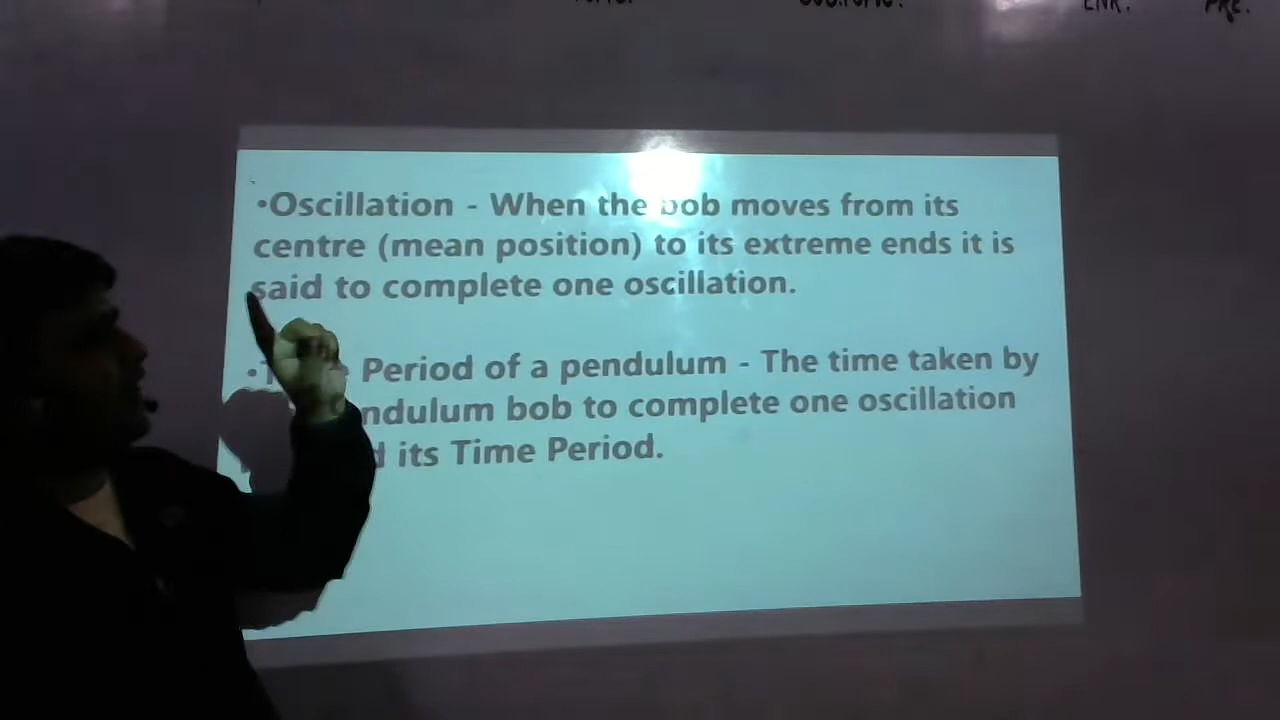 •Oscillation - When the bob moves from its
centre (mean position) to its extreme ends it is
said to complete one oscillation.
• Period of a pendulum - The time taken by
bob to complete one oscillation
its Time Period.
ENR.